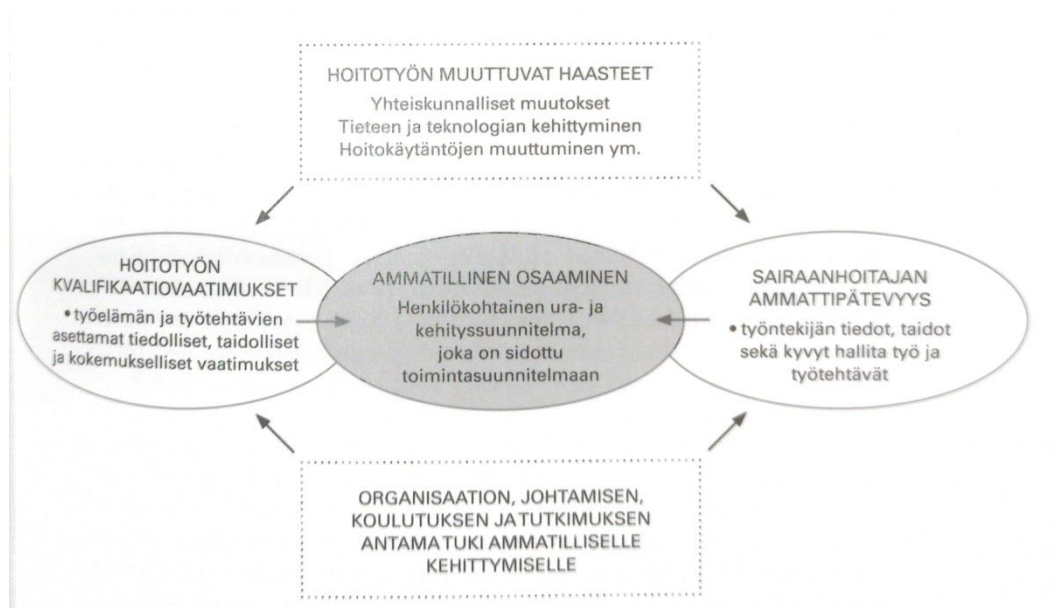 HOITOTYÖN MUUTTUVAT HAASTEET
Yhteiskunnalliset muutokset
Tieteen ja teknologian kehittyminen
Hoitokäytäntöjen muuttuminen ym.
HOITOTYÖN
KVALIFIKAATIOVAATIMUKSET
• työelämän ja työtehtävien
asettamat tiedolliset, taidolliset
ja kokemukselliset vaatimukset
AMMATILLINEN OSAAMINEN
Henkilökohtainen ura- ja
kehityssuunnitelma,
joka on sidottu
toimintasuunnitelmaan
SAIRAANHOITAJAN
AMMATTIPÄTEVYYS
• työntekijän tiedot, taidot
sekä kyvyt hallita työ ja
työtehtävät
ORGANISAATION, JOHTAMISEN,
KOULUTUKSEN JA TUTKIMUKSEN
ANTAMA TUKI AMMATILLISELLE
KEHITTYMISELLE